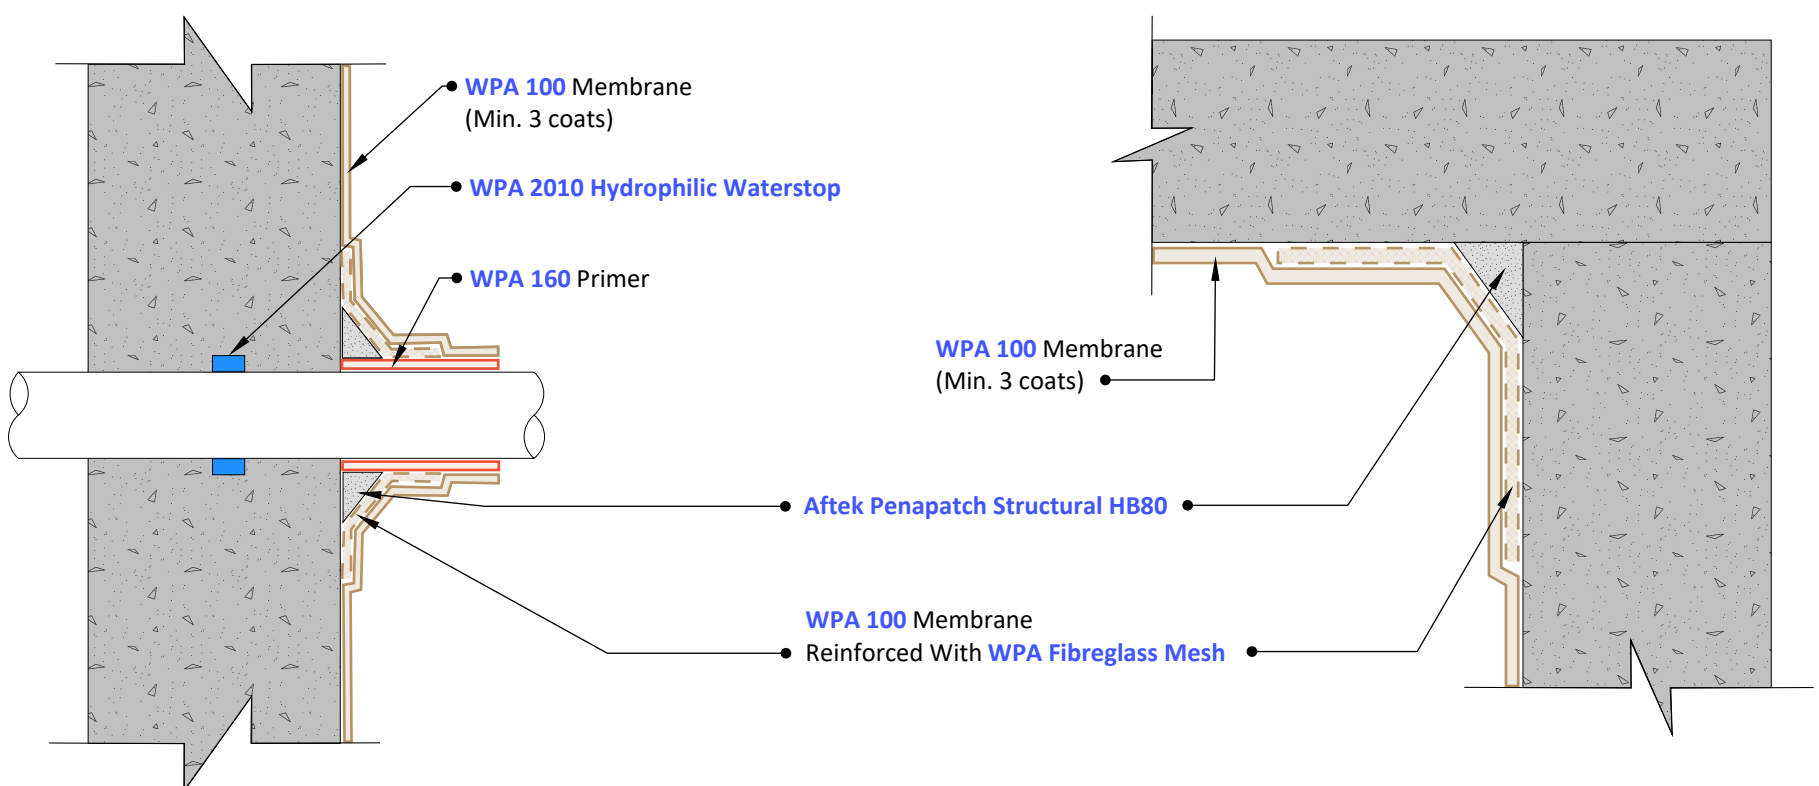 WPA 100 Membrane
(Min. 3 coats)
WPA 2010 Hydrophilic Waterstop
WPA 160 Primer
WPA 100 Membrane
(Min. 3 coats)
Aftek Penapatch Structural HB80
WPA 100 Membrane
Reinforced With WPA Fibreglass Mesh